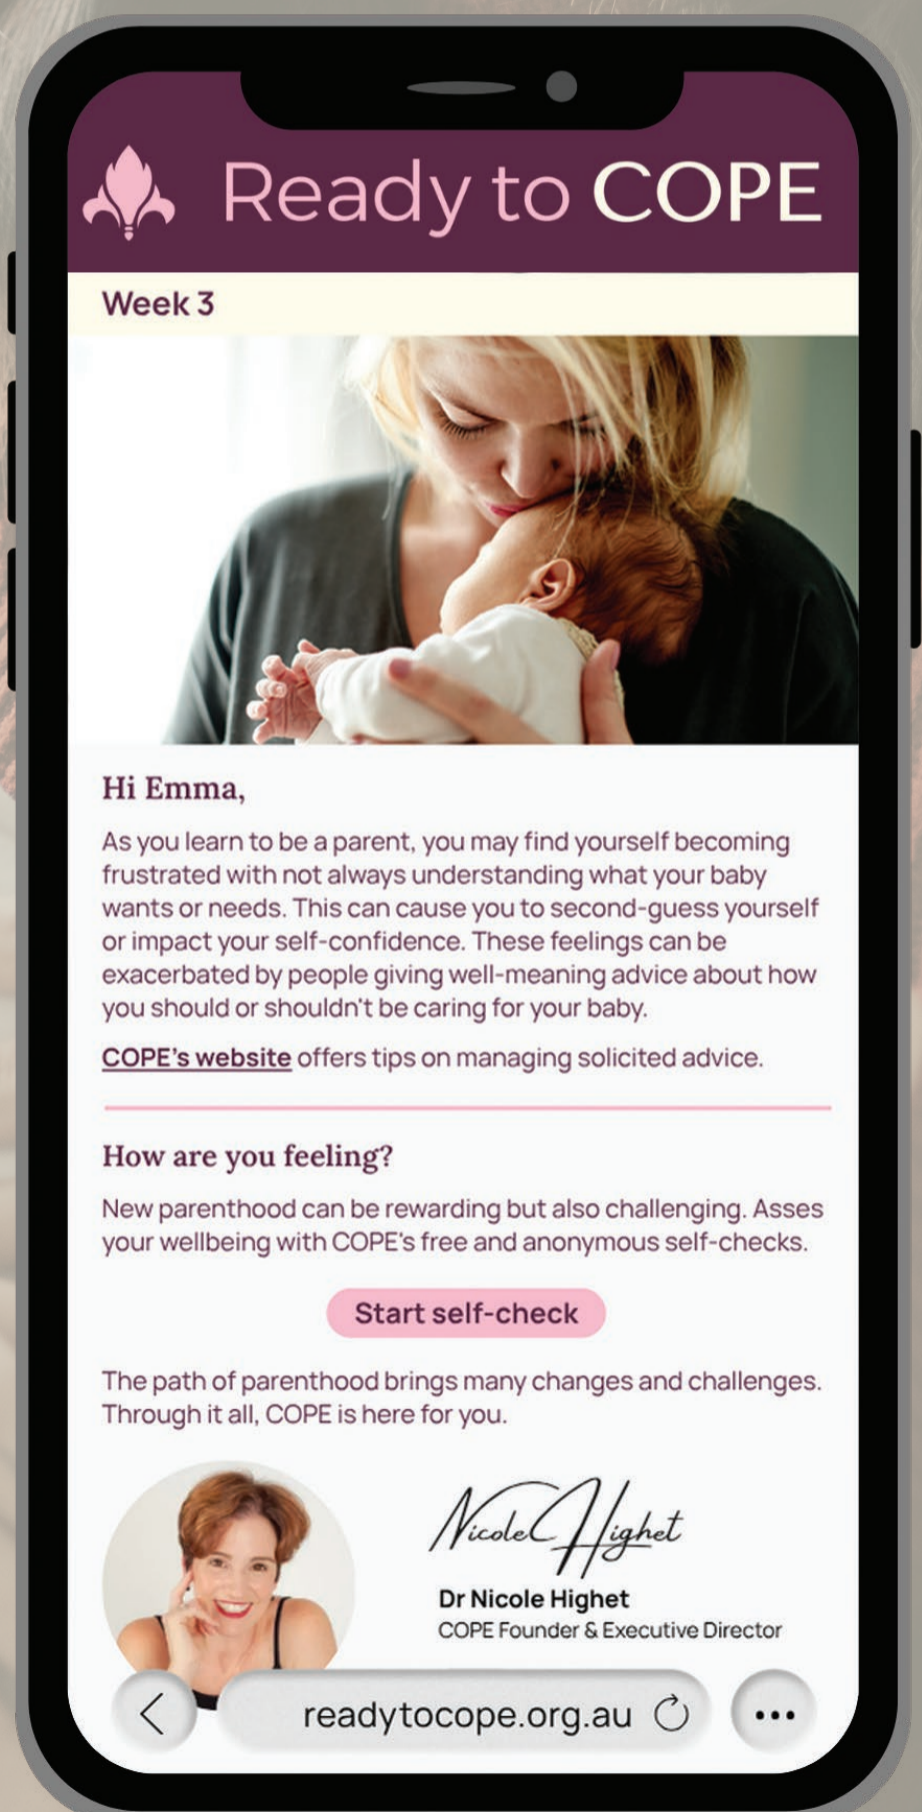 Ready to COPE
Week 3
Hi Emma,
As you learn to be a parent, you may find yourself becoming
frustrated with not always understanding what your baby
wants or needs. This can cause you to second-guess yourself
or impact your self-confidence. These feelings can be
exacerbated by people giving well-meaning advice about how
you should or shouldn't be caring for your baby.
COPE's website offers tips on managing solicited advice.
How are you feeling?
New parenthood can be rewarding but also challenging. Asses
your wellbeing with COPE's free and anonymous self-checks.
Start self-check
The path of parenthood brings many changes and challenges.
Through it all, COPE is here for you.
Nicole Highet
Dr Nicole Highet
COPE Founder & Executive Director
readytocope.org.au